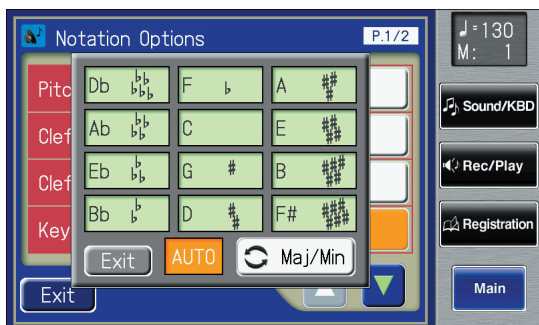 Notation Options P.1/2
♩=130
M: 1
Pitc
Clef
Clef
Key
Db ♭♭♭♭♭ F ♭ A ###
Ab ♭♭♭♭ C E ####
Eb ♭♭♭ G # B #####
Bb ♭♭ D ## F# ######
Exit AUTO Maj/Min
Exit
Sound/KBD
Rec/Play
Registration
Main